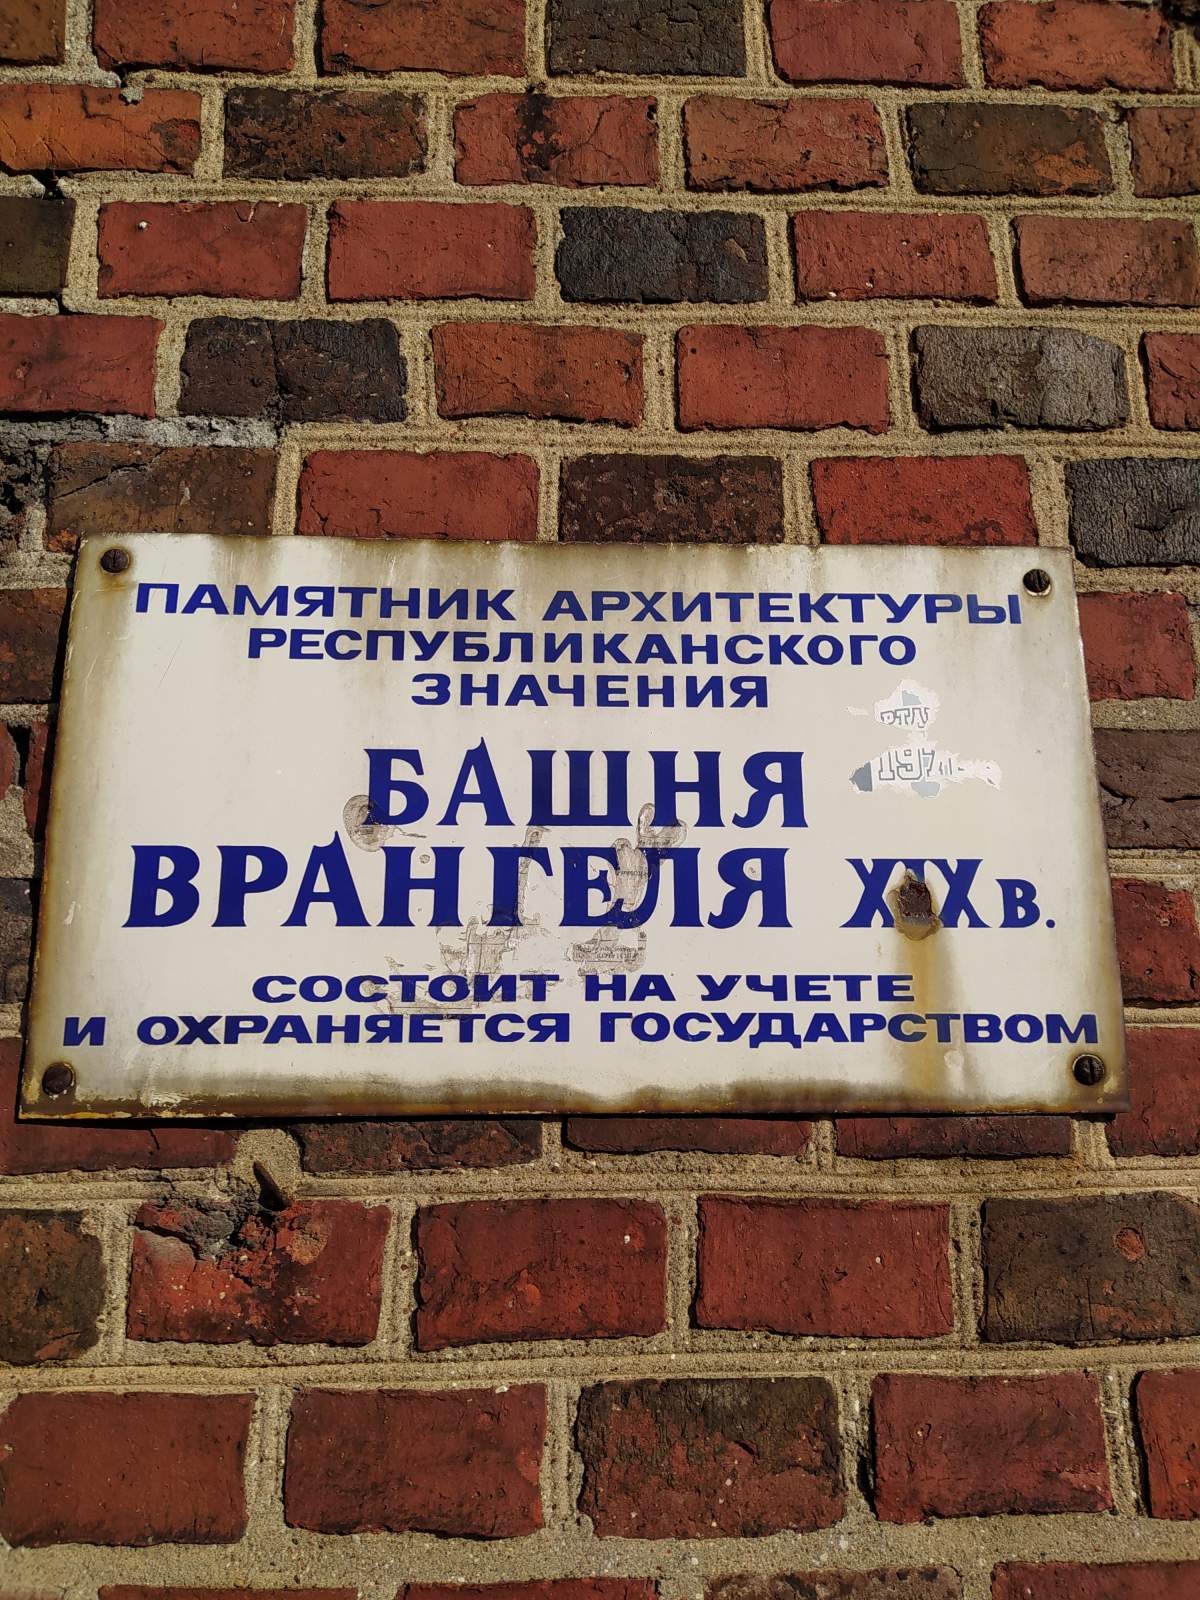 ПАМЯТНИК АРХИТЕКТУРЫ
РЕСПУБЛИКАНСКОГО
ЗНАЧЕНИЯ
БАШНЯ
ВРАНГЕЛЯ XIX в.
СОСТОИТ НА УЧЕТЕ
И ОХРАНЯЕТСЯ ГОСУДАРСТВОМ